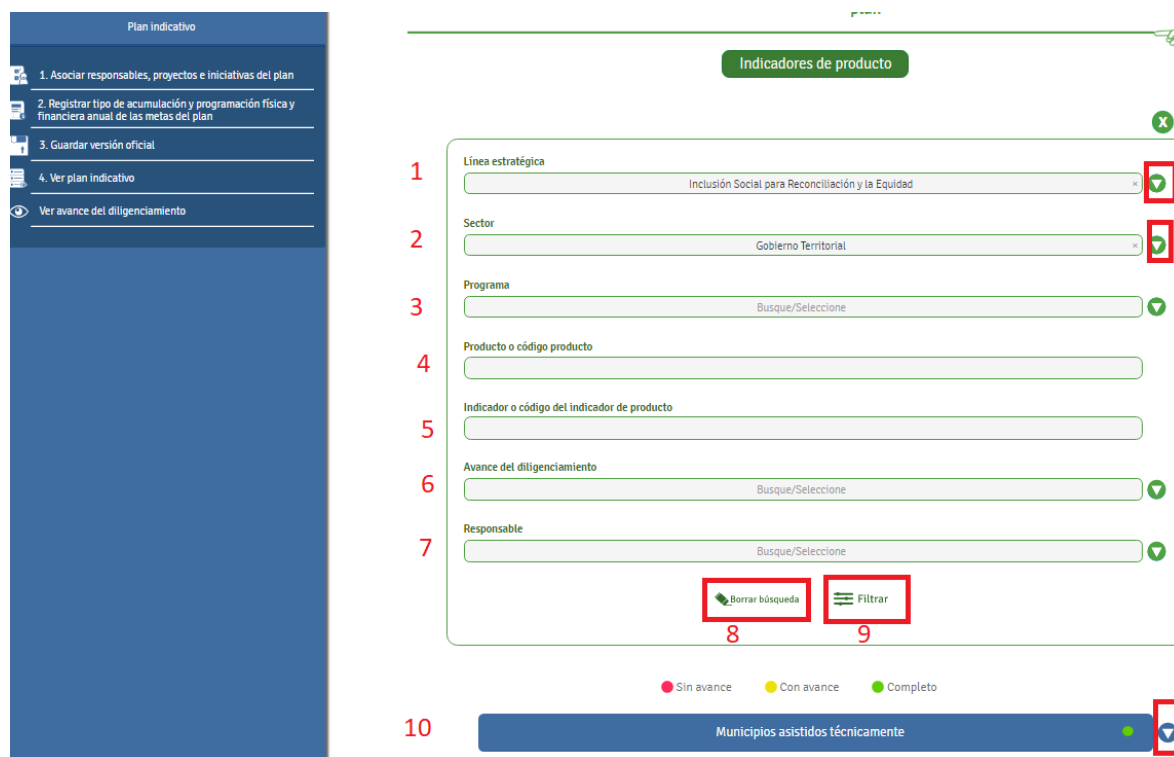 Plan indicativo
1. Asociar responsables, proyectos e iniciativas del plan
2. Registrar tipo de acumulación y programación física y
financiera anual de las metas del plan
3. Guardar versión oficial
4. Ver plan indicativo
Ver avance del diligenciamiento
plan
Indicadores de producto
X
1
Línea estratégica
Inclusión Social para Reconciliación y la Equidad ×
2
Sector
Gobierno Territorial ×
3
Programa
Busque/Seleccione
4
Producto o código producto
5
Indicador o código del indicador de producto
6
Avance del diligenciamiento
Busque/Seleccione
7
Responsable
Busque/Seleccione
Borrar búsqueda Filtrar
8 9
Sin avance Con avance Completo
10 Municipios asistidos técnicamente